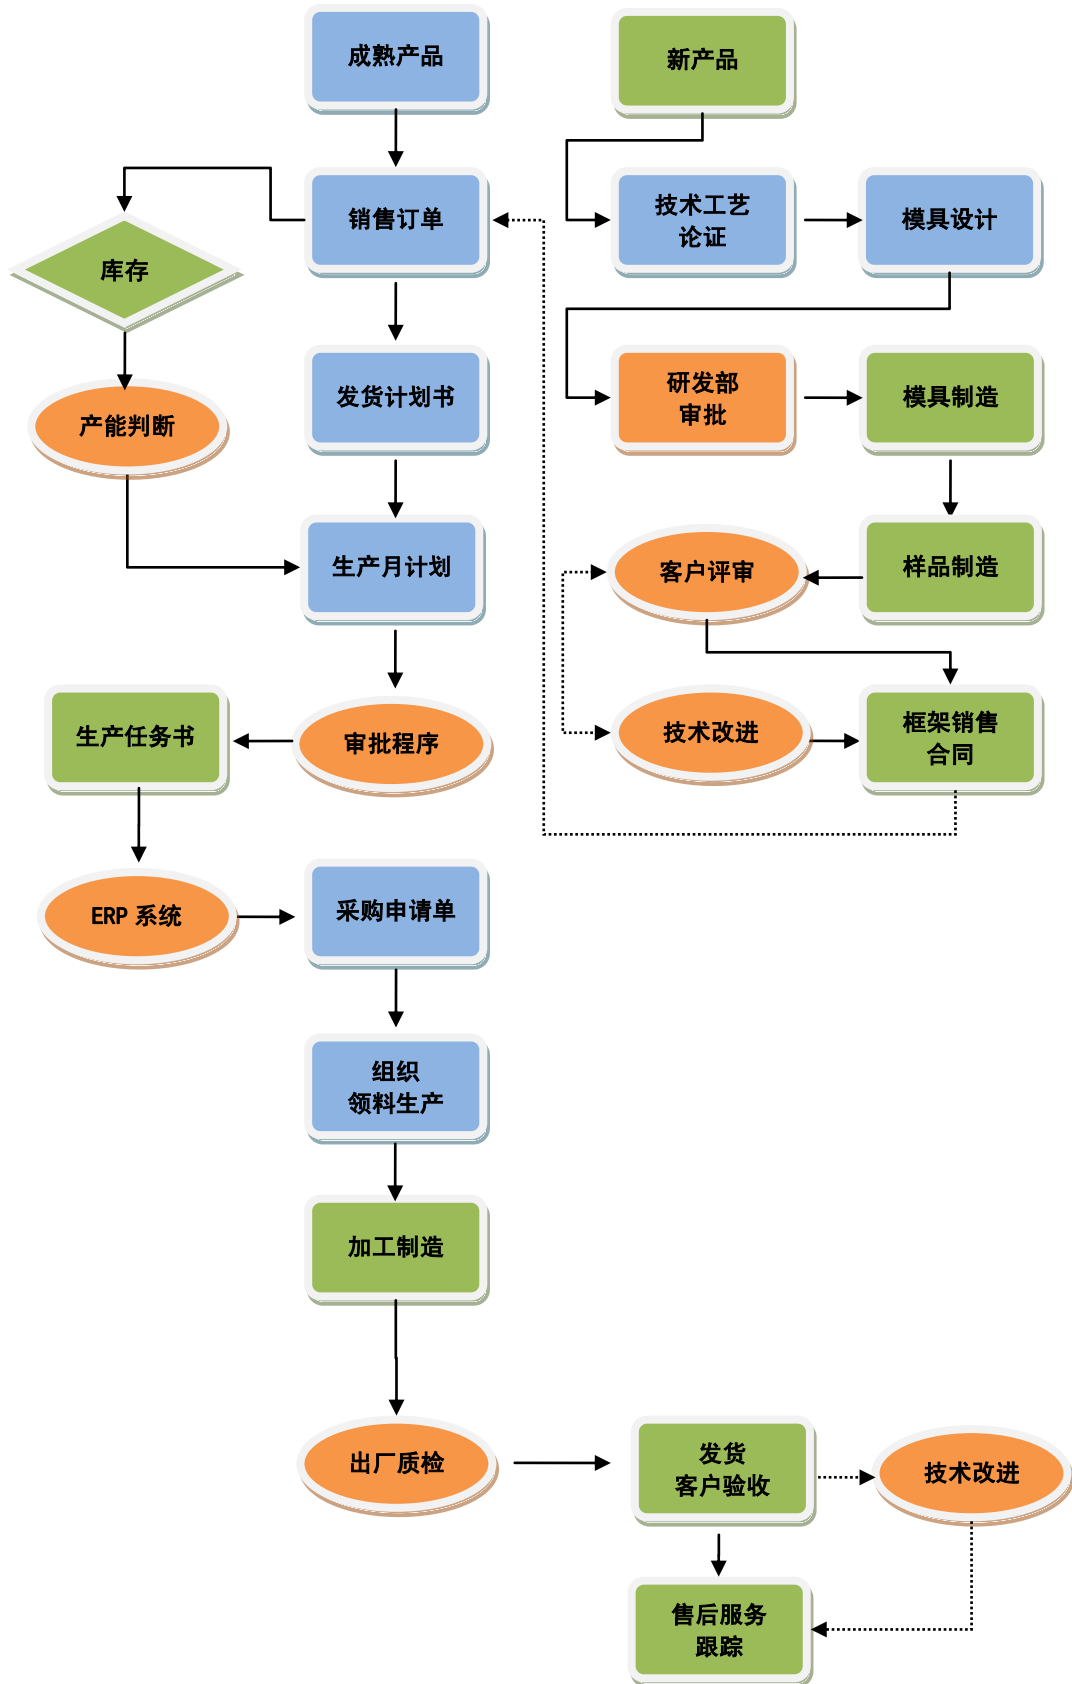 成熟产品
新产品
销售订单
技术工艺
论证
模具设计
库存
发货计划书
研发部
审批
模具制造
产能判断
生产月计划
客户评审
样品制造
生产任务书
审批程序
技术改进
框架销售
合同
ERP 系统
采购申请单
组织
领料生产
加工制造
出厂质检
发货
客户验收
技术改进
售后服务
跟踪